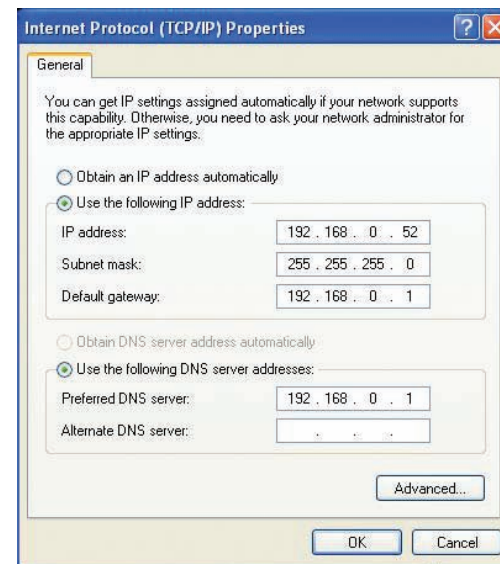 Internet Protocol (TCP/IP) Properties
General
You can get IP settings assigned automatically if your network supports
this capability. Otherwise, you need to ask your network administrator for
the appropriate IP settings.
Obtain an IP address automatically
Use the following IP address:
IP address: 192 . 168 . 0 . 52
Subnet mask: 255 . 255 . 255 . 0
Default gateway: 192 . 168 . 0 . 1
Obtain DNS server address automatically
Use the following DNS server addresses:
Preferred DNS server: 192 . 168 . 0 . 1
Alternate DNS server: . . .
Advanced...
OK Cancel